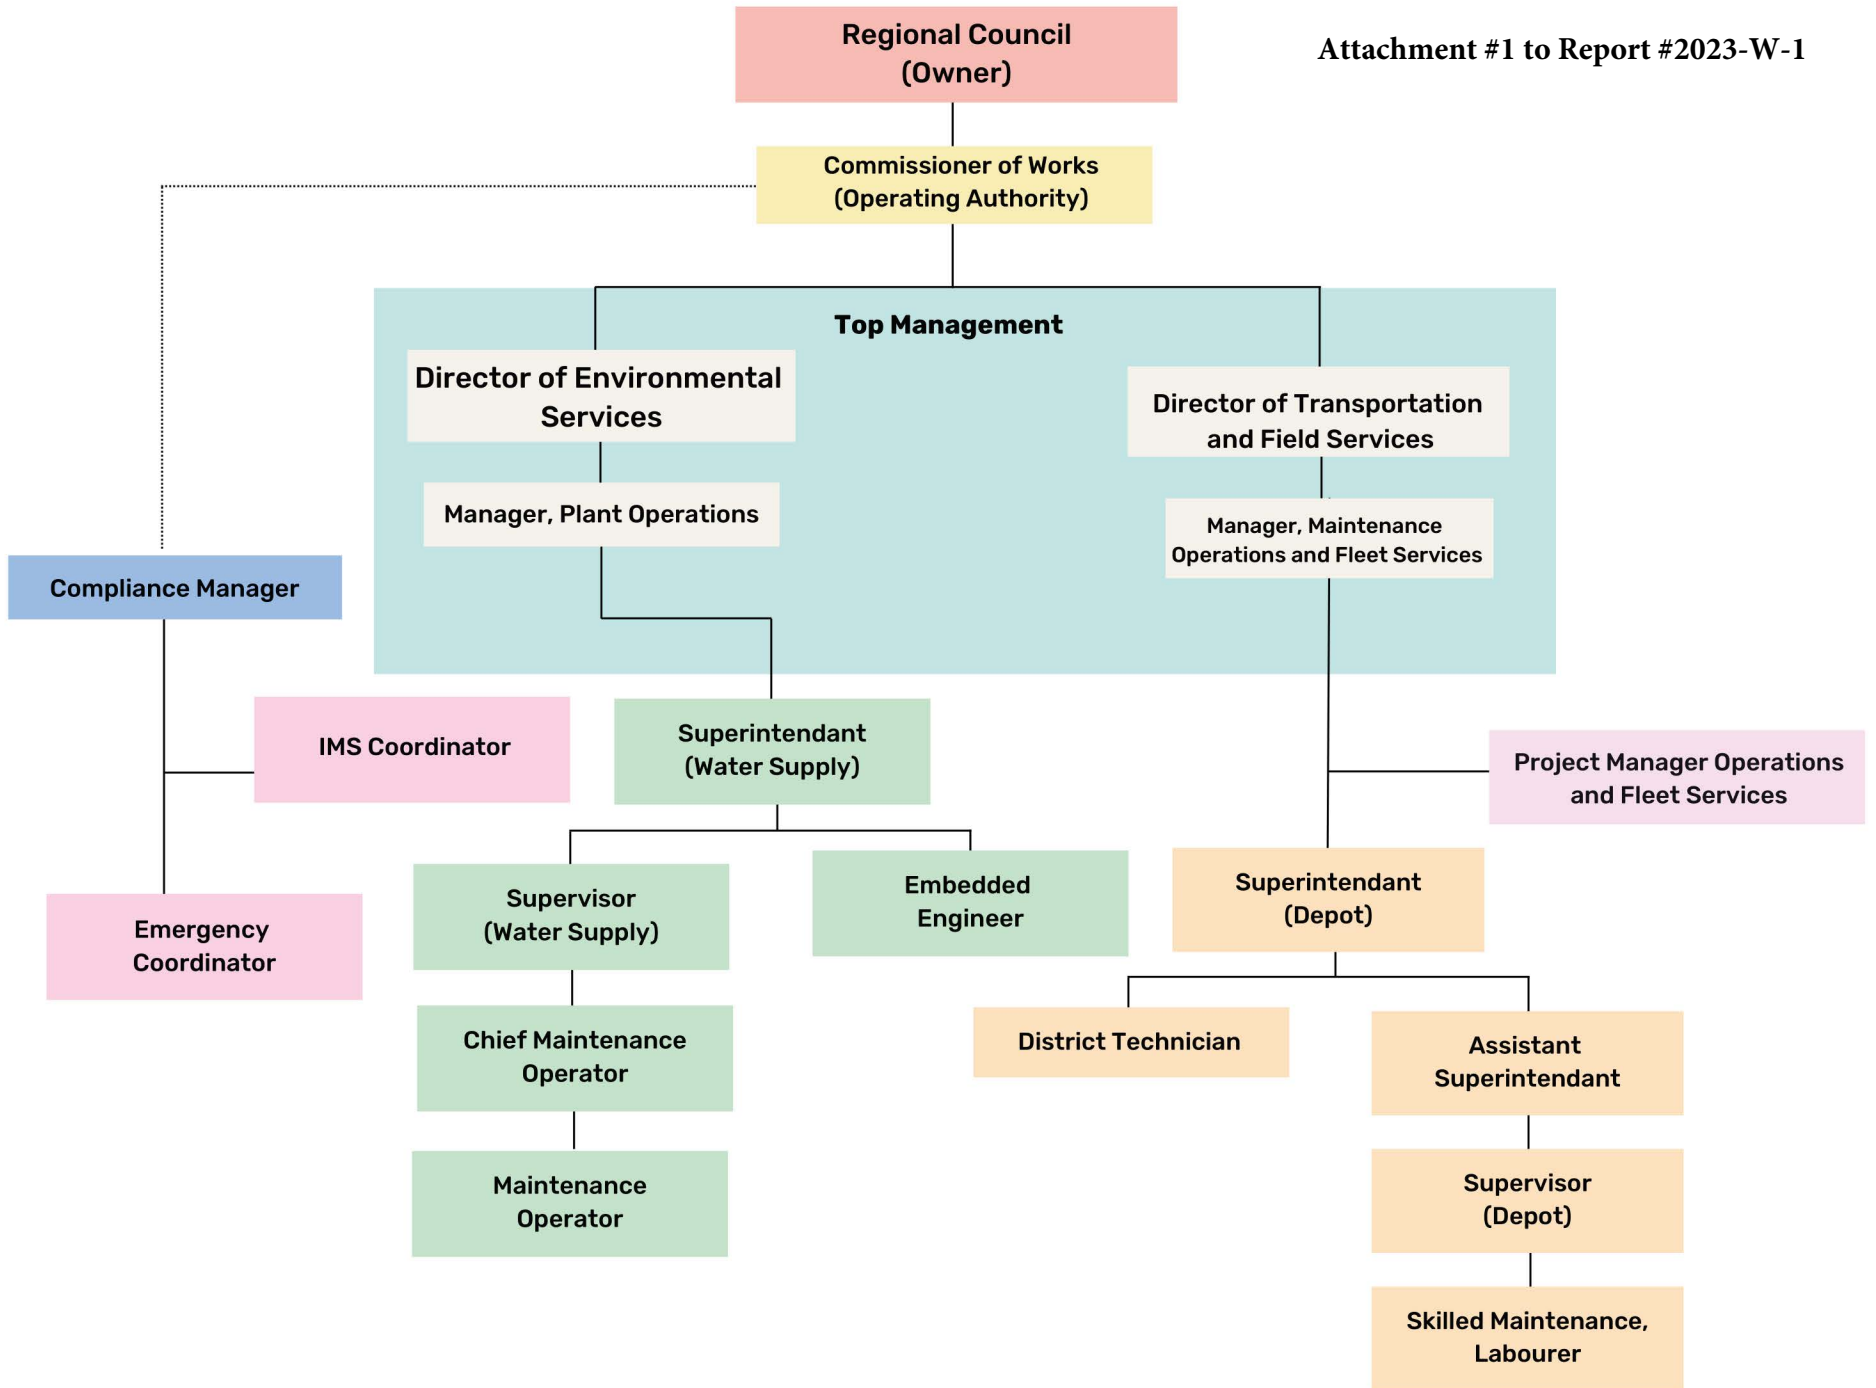 Regional Council
(Owner)
Attachment #1 to Report #2023-W-1
Commissioner of Works
(Operating Authority)
Top Management
Director of Environmental
Services
Director of Transportation
and Field Services
Manager, Plant Operations
Manager, Maintenance
Operations and Fleet Services
Compliance Manager
IMS Coordinator
Superintendant
(Water Supply)
Project Manager Operations
and Fleet Services
Emergency
Coordinator
Supervisor
(Water Supply)
Embedded
Engineer
Superintendant
(Depot)
Chief Maintenance
Operator
District Technician
Assistant
Superintendant
Maintenance
Operator
Supervisor
(Depot)
Skilled Maintenance,
Labourer